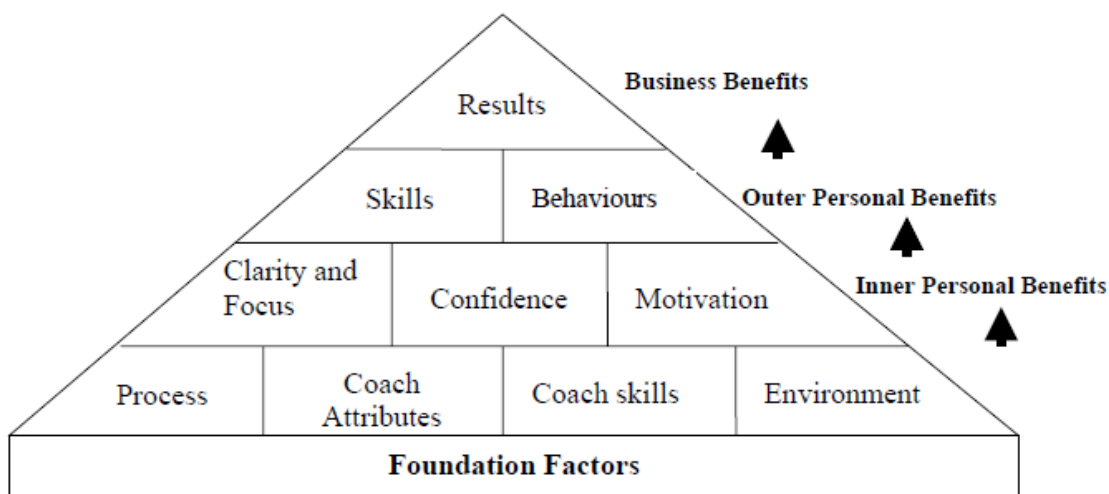 Business Benefits
Results
Skills
Behaviours
Outer Personal Benefits
Clarity and
Focus
Confidence
Motivation
Inner Personal Benefits
Process
Coach
Attributes
Coach skills
Environment
Foundation Factors